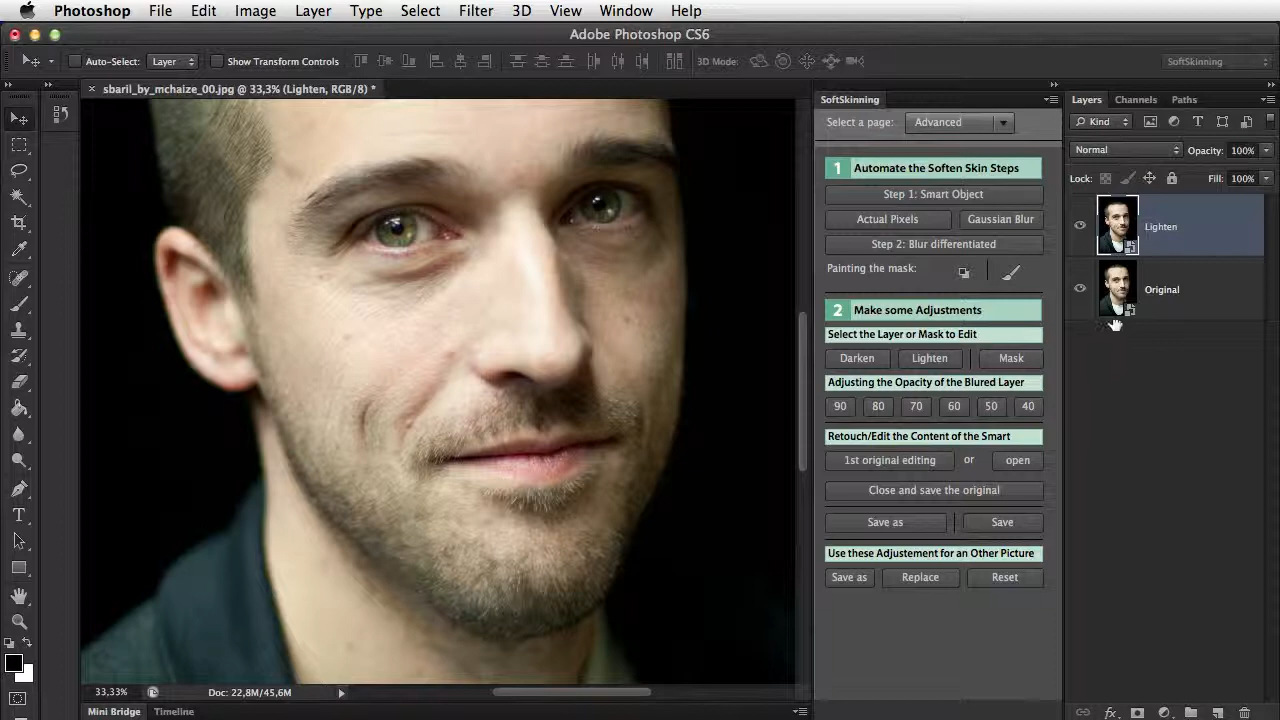 Photoshop File Edit Image Layer Type Select Filter 3D View Window Help
Adobe Photoshop CS6
Auto-Select: Layer Show Transform Controls 3D Mode: SoftSkinning
sbaril_by_mchaize_00.jpg @ 33,3% (Lighten, RGB/8) *
SoftSkinning
Select a page: Advanced
1 Automate the Soften Skin Steps
Step 1: Smart Object
Actual Pixels Gaussian Blur
Step 2: Blur differentiated
Painting the mask:
2 Make some Adjustments
Select the Layer or Mask to Edit
Darken Lighten Mask
Adjusting the Opacity of the Blured Layer
90 80 70 60 50 40
Retouch/Edit the Content of the Smart
1st original editing or open
Close and save the original
Save as Save
Use these Adjustement for an Other Picture
Save as Replace Reset
Layers Channels Paths
Kind
Normal Opacity: 100%
Lock: Fill: 100%
Lighten
Original
33,33% Doc: 22,8M/45,6M
Mini Bridge Timeline